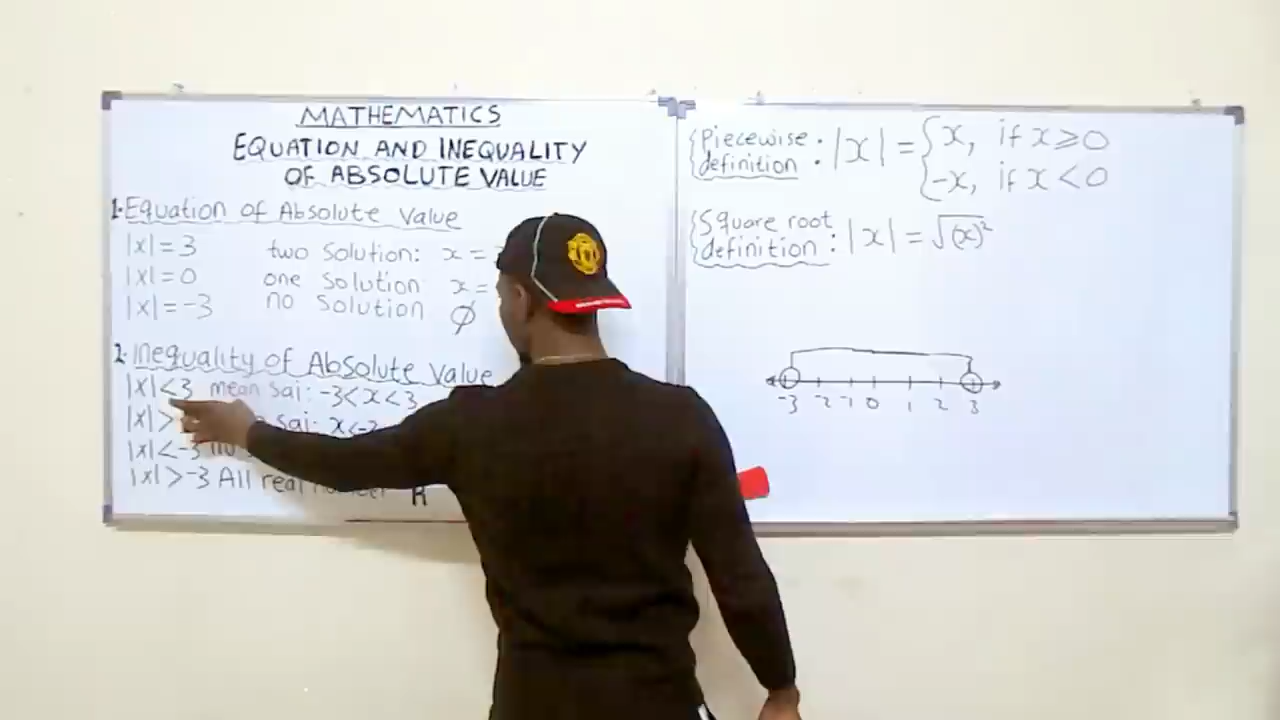 MATHEMATICS
EQUATION AND INEQUALITY
OF ABSOLUTE VALUE
1. Equation of Absolute Value
|x| = 3 two Solution: x =
|x| = 0 one Solution x =
|x| = -3 no Solution ∅
2. Inequality of Absolute Value
|x| < 3 mean sai: -3 < x < 3
|x| > sai: x <
|x| < -3
|x| > -3 All real R
Piecewise definition: |x| = { x, if x ⩾ 0
-x, if x < 0
Square root
definition: |x| = √(x)²
-3 -2 -1 0 1 2 3